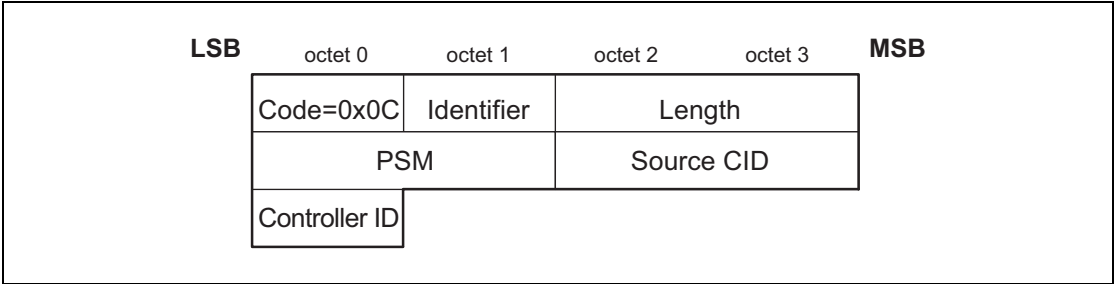 LSB octet 0 octet 1 octet 2 octet 3 MSB
Code=0x0C Identifier Length
PSM Source CID
Controller ID